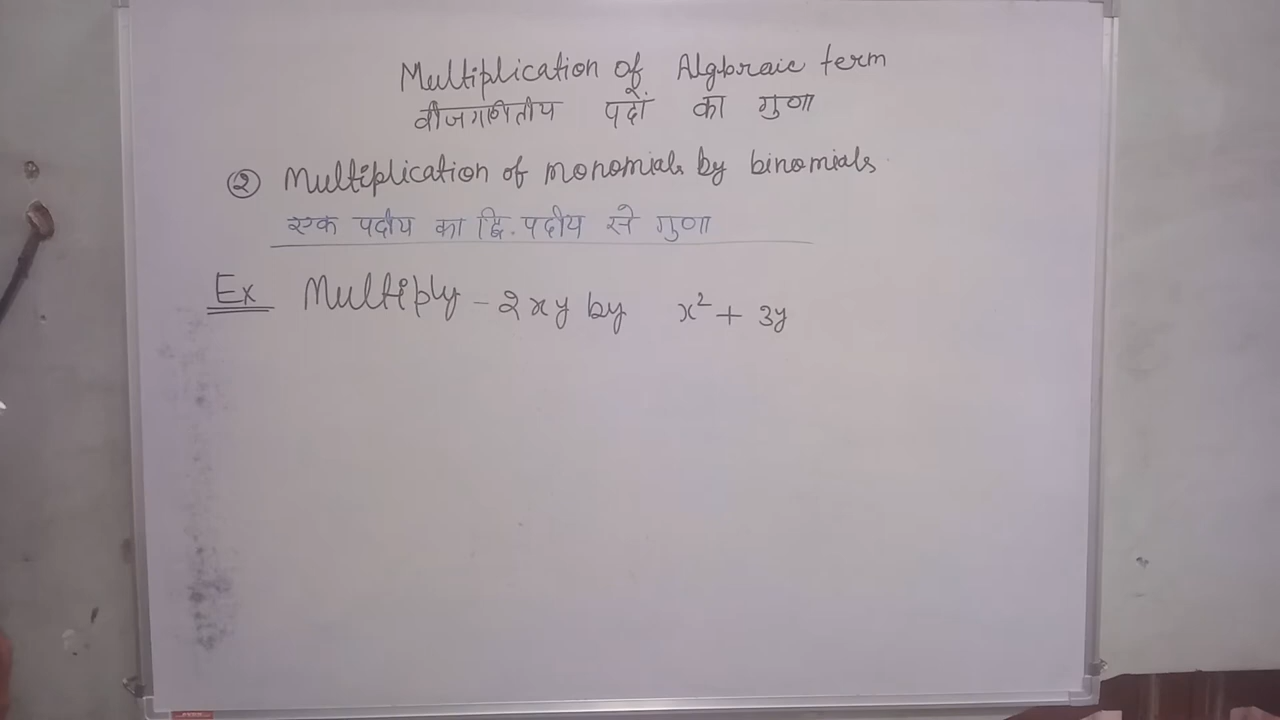 Multiplication of Algbraic term
वीजगणितीय पदों का गुणा
② Multiplication of monomials by binomials
एक पदीय का द्वि. पदीय से गुणा
Ex Multiply - 2xy by x² + 3y